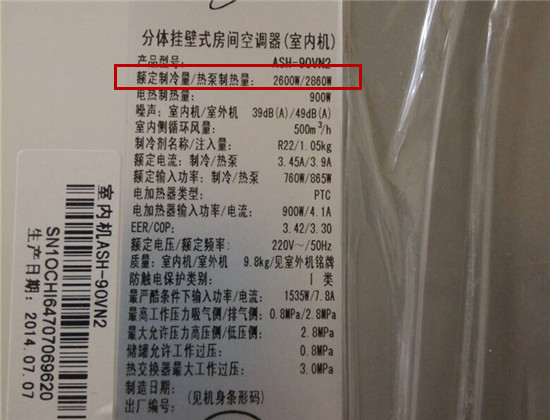 分体挂壁式房间空调器(室内机)
产品型号: ASH-90VN2
额定制冷量/热泵制热量: 2600W/2860W
电热制热量: 900W
噪声: 室内机/室外机 39dB(A)/49dB(A)
室内侧循环风量: 500m³/h
制冷剂名称/注入量: R22/1.05kg
额定电流: 制冷/热泵 3.45A/3.9A
额定输入功率: 制冷/热泵 760W/865W
电加热器类型: PTC
电加热器输入功率/电流: 900W/4.1A
EER/COP: 3.42/3.30
额定电压/额定频率: 220V~/50Hz
质量: 室内机/室外机 9.8kg/见室外机铭牌
防触电保护类别: I 类
最严酷条件下输入功率/电流: 1535W/7.8A
最高工作压力吸气侧/排气侧: 0.8MPa/2.8MPa
最大允许压力高压侧/低压侧: 2.8MPa
储罐允许工作过压: 0.8MPa
热交换器最大工作过压: 3.0MPa
制造日期:
(见机身条形码)
出厂编号:
室内机ASH-90VN2
SN10CHI64707069620
生产日期: 2014.07.07